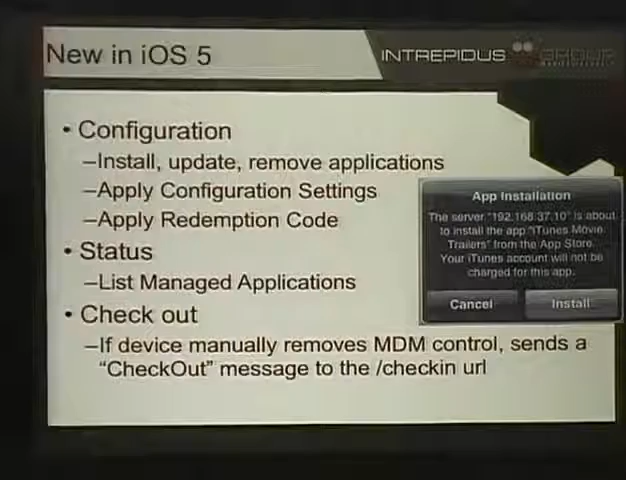 New in iOS 5
INTREPIDUS GROUP
• Configuration
–Install, update, remove applications
–Apply Configuration Settings
–Apply Redemption Code
• Status
–List Managed Applications
• Check out
–If device manually removes MDM control, sends a
"CheckOut" message to the /checkin url
App Installation
The server "192.168.37.10" is about
to install the app "iTunes Movie
Trailers" from the App Store.
Your iTunes account will not be
charged for this app.
Cancel
Install